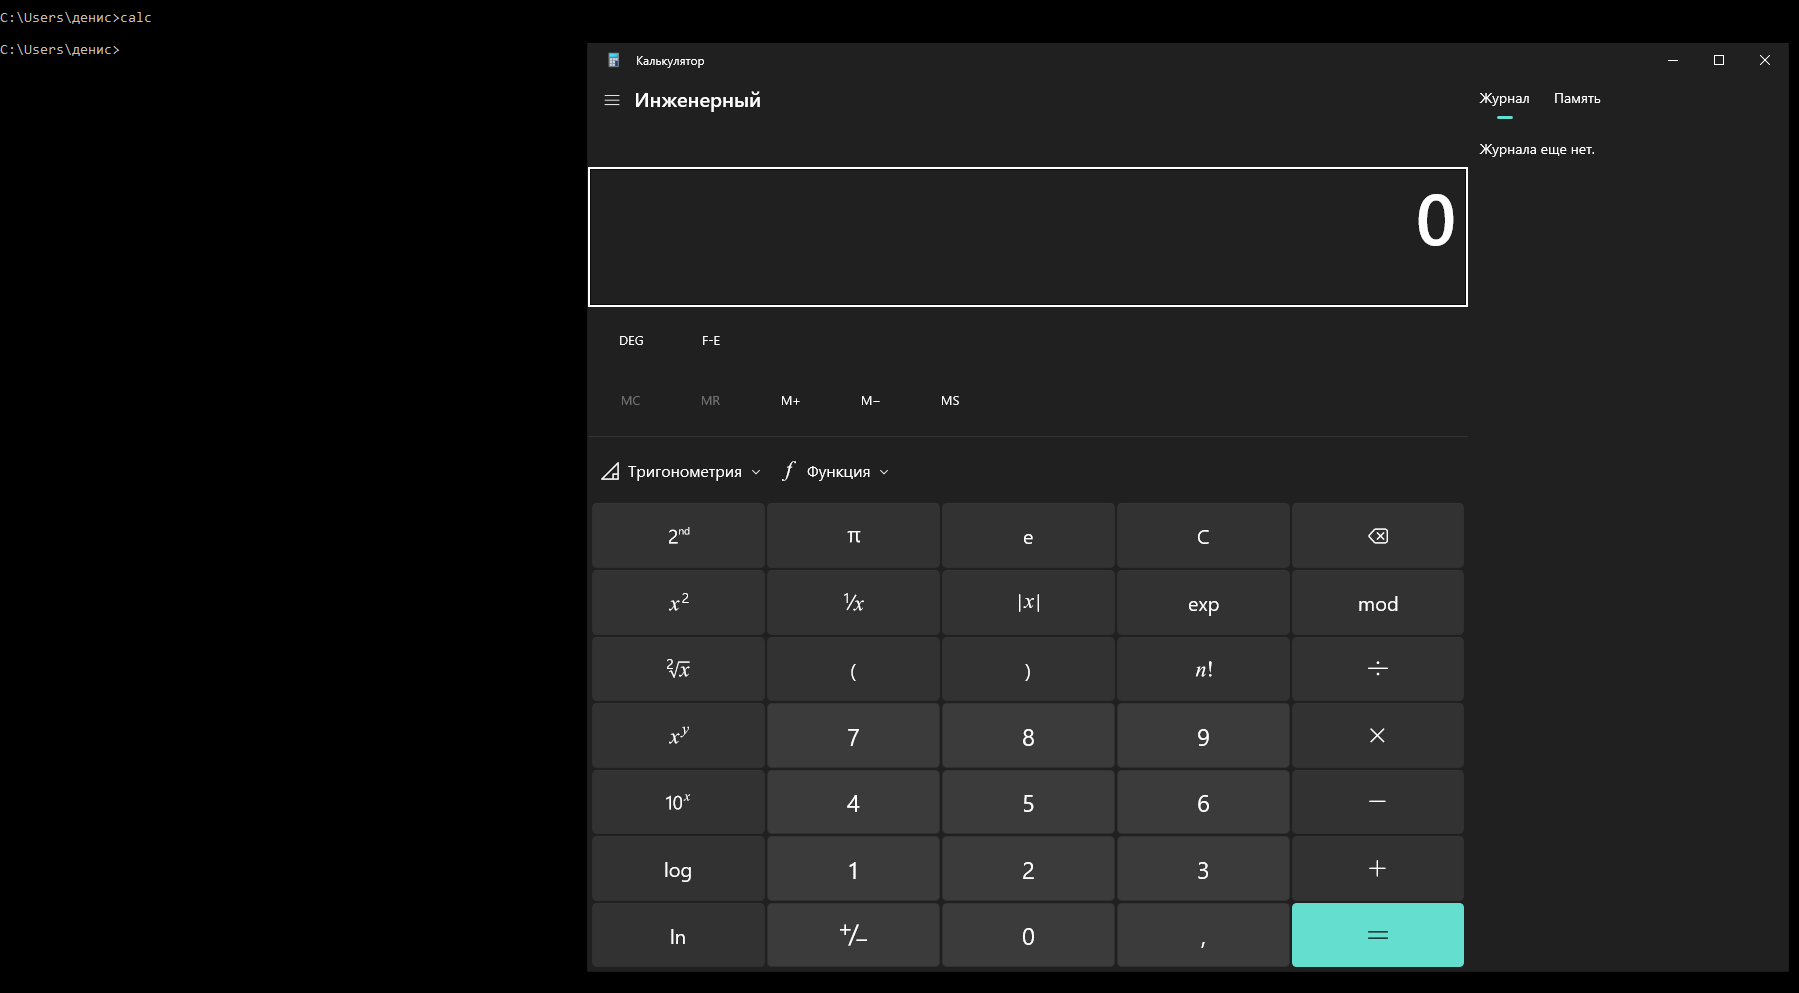 C:\Users\денис>calc
C:\Users\денис>
Калькулятор
Инженерный
Журнал Память
Журнала еще нет.
0
DEG F-E
MC MR M+ M− MS
Тригонометрия f Функция
2ⁿᵈ π e C
x² ¹⁄x |x| exp mod
²√x ( ) n! ÷
xʸ 7 8 9 ×
10ˣ 4 5 6 −
log 1 2 3 +
ln +/− 0 , =